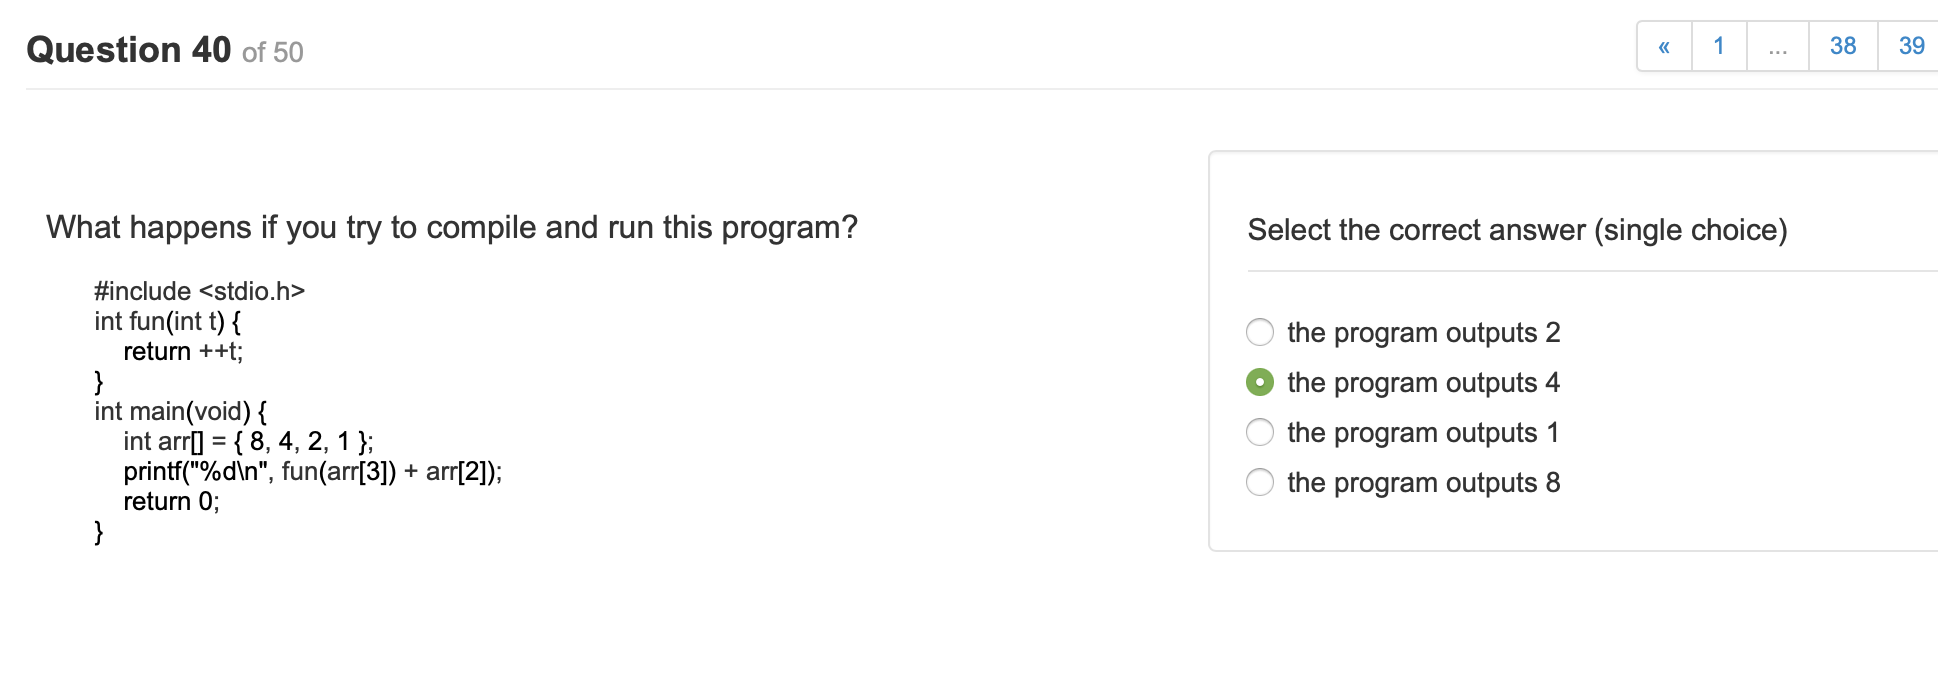 Question 40 of 50
« 1 ... 38 39
What happens if you try to compile and run this program?
#include <stdio.h>
int fun(int t) {
return ++t;
}
int main(void) {
int arr[] = { 8, 4, 2, 1 };
printf("%d\n", fun(arr[3]) + arr[2]);
return 0;
}
Select the correct answer (single choice)
the program outputs 2
the program outputs 4
the program outputs 1
the program outputs 8